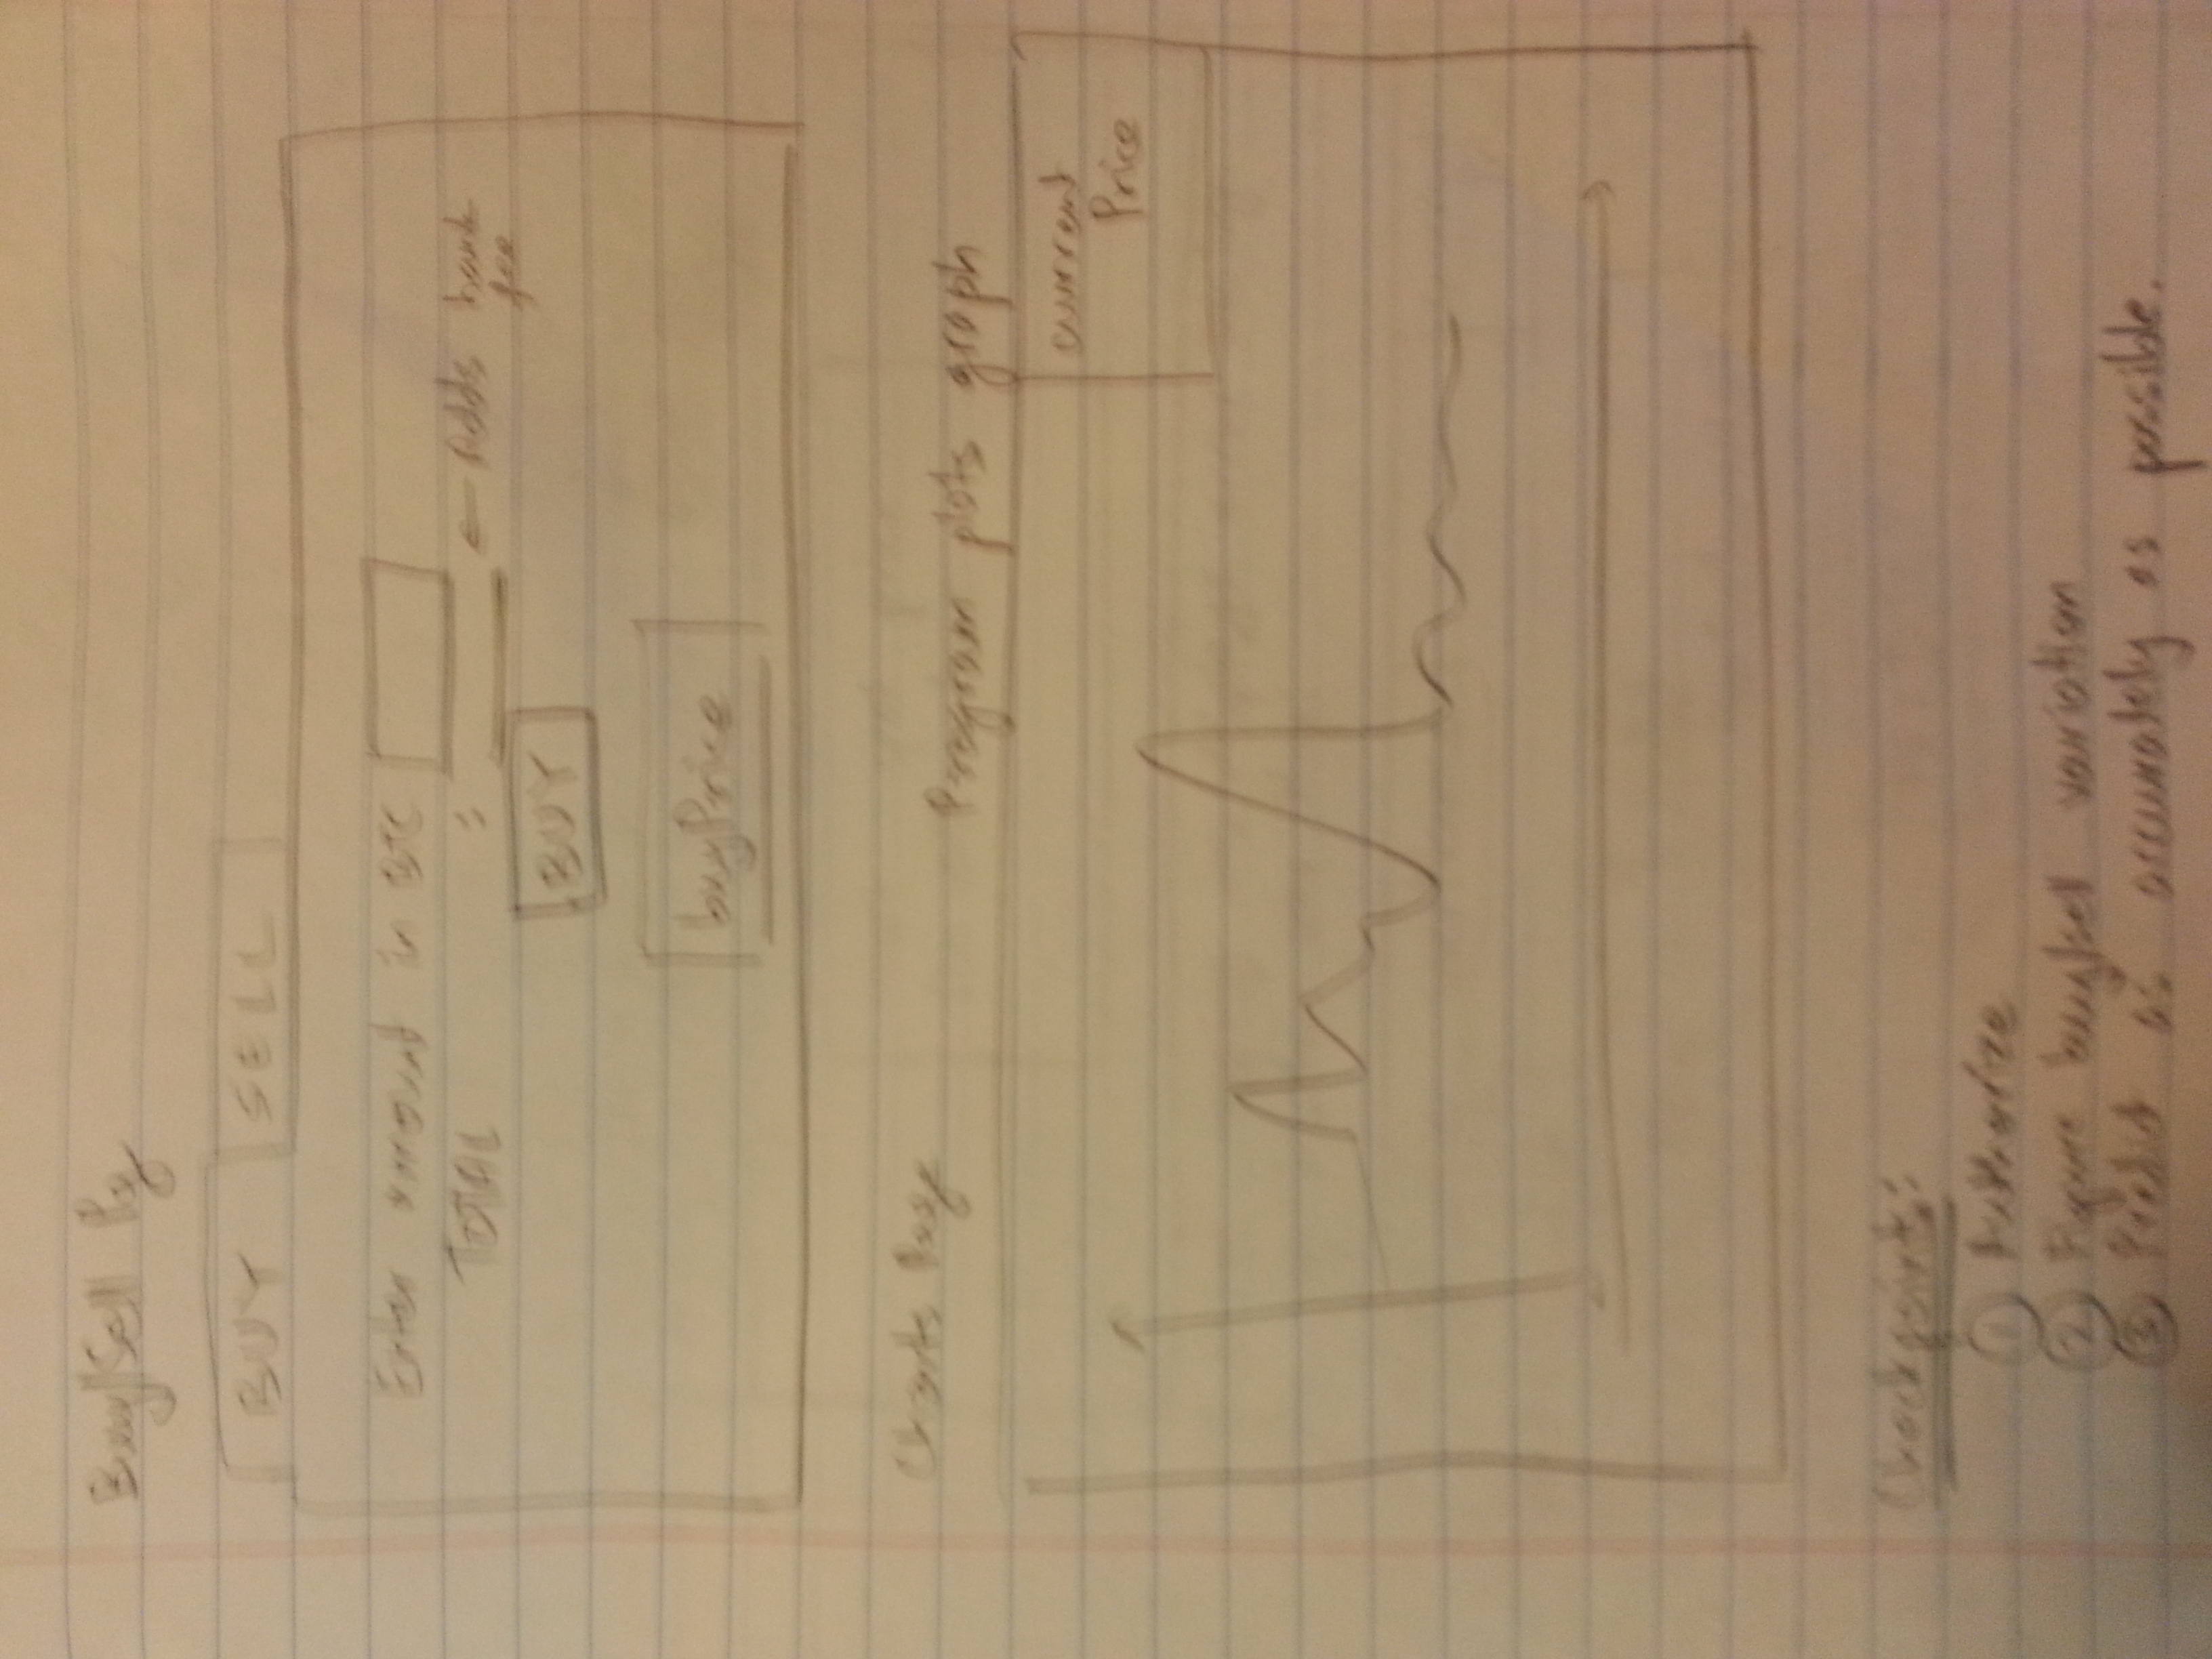 Buy/Sell Pg
BUY SELL
Enter amount in BTC
TOTAL : ← Adds bank
fee
BUY
buyPrice
Charts Page
Program plots graph
current
Price
Checkpoints:
① Authorize
② Figure buy/sell variation
③ Predict as accurately as possible.